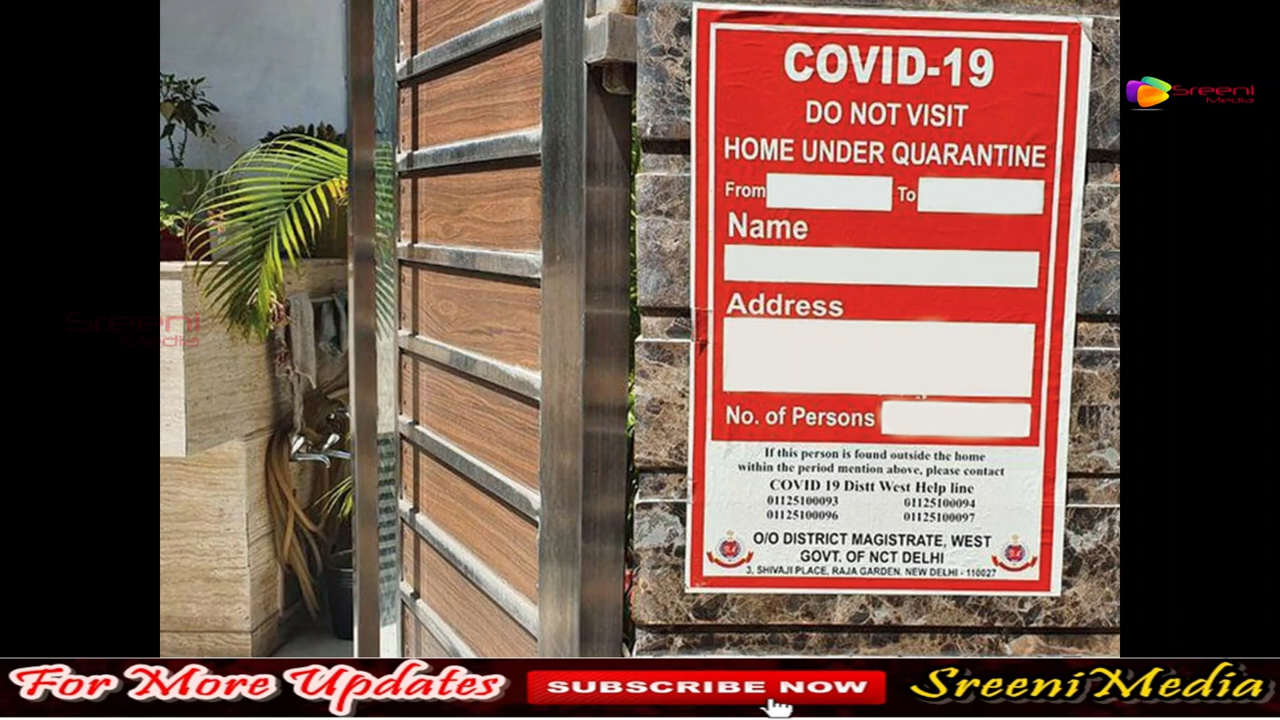 COVID-19
DO NOT VISIT
HOME UNDER QUARANTINE
From To
Name
Address
No. of Persons
If this person is found outside the home
within the period mention above, please contact
COVID 19 Distt West Help line
01125100093 01125100094
01125100096 01125100097
O/O DISTRICT MAGISTRATE, WEST
GOVT. OF NCT DELHI
3, SHIVAJI PLACE, RAJA GARDEN, NEW DELHI - 110027
Sreeni
Media
Sreeni
Media
For More Updates SUBSCRIBE NOW Sreeni Media